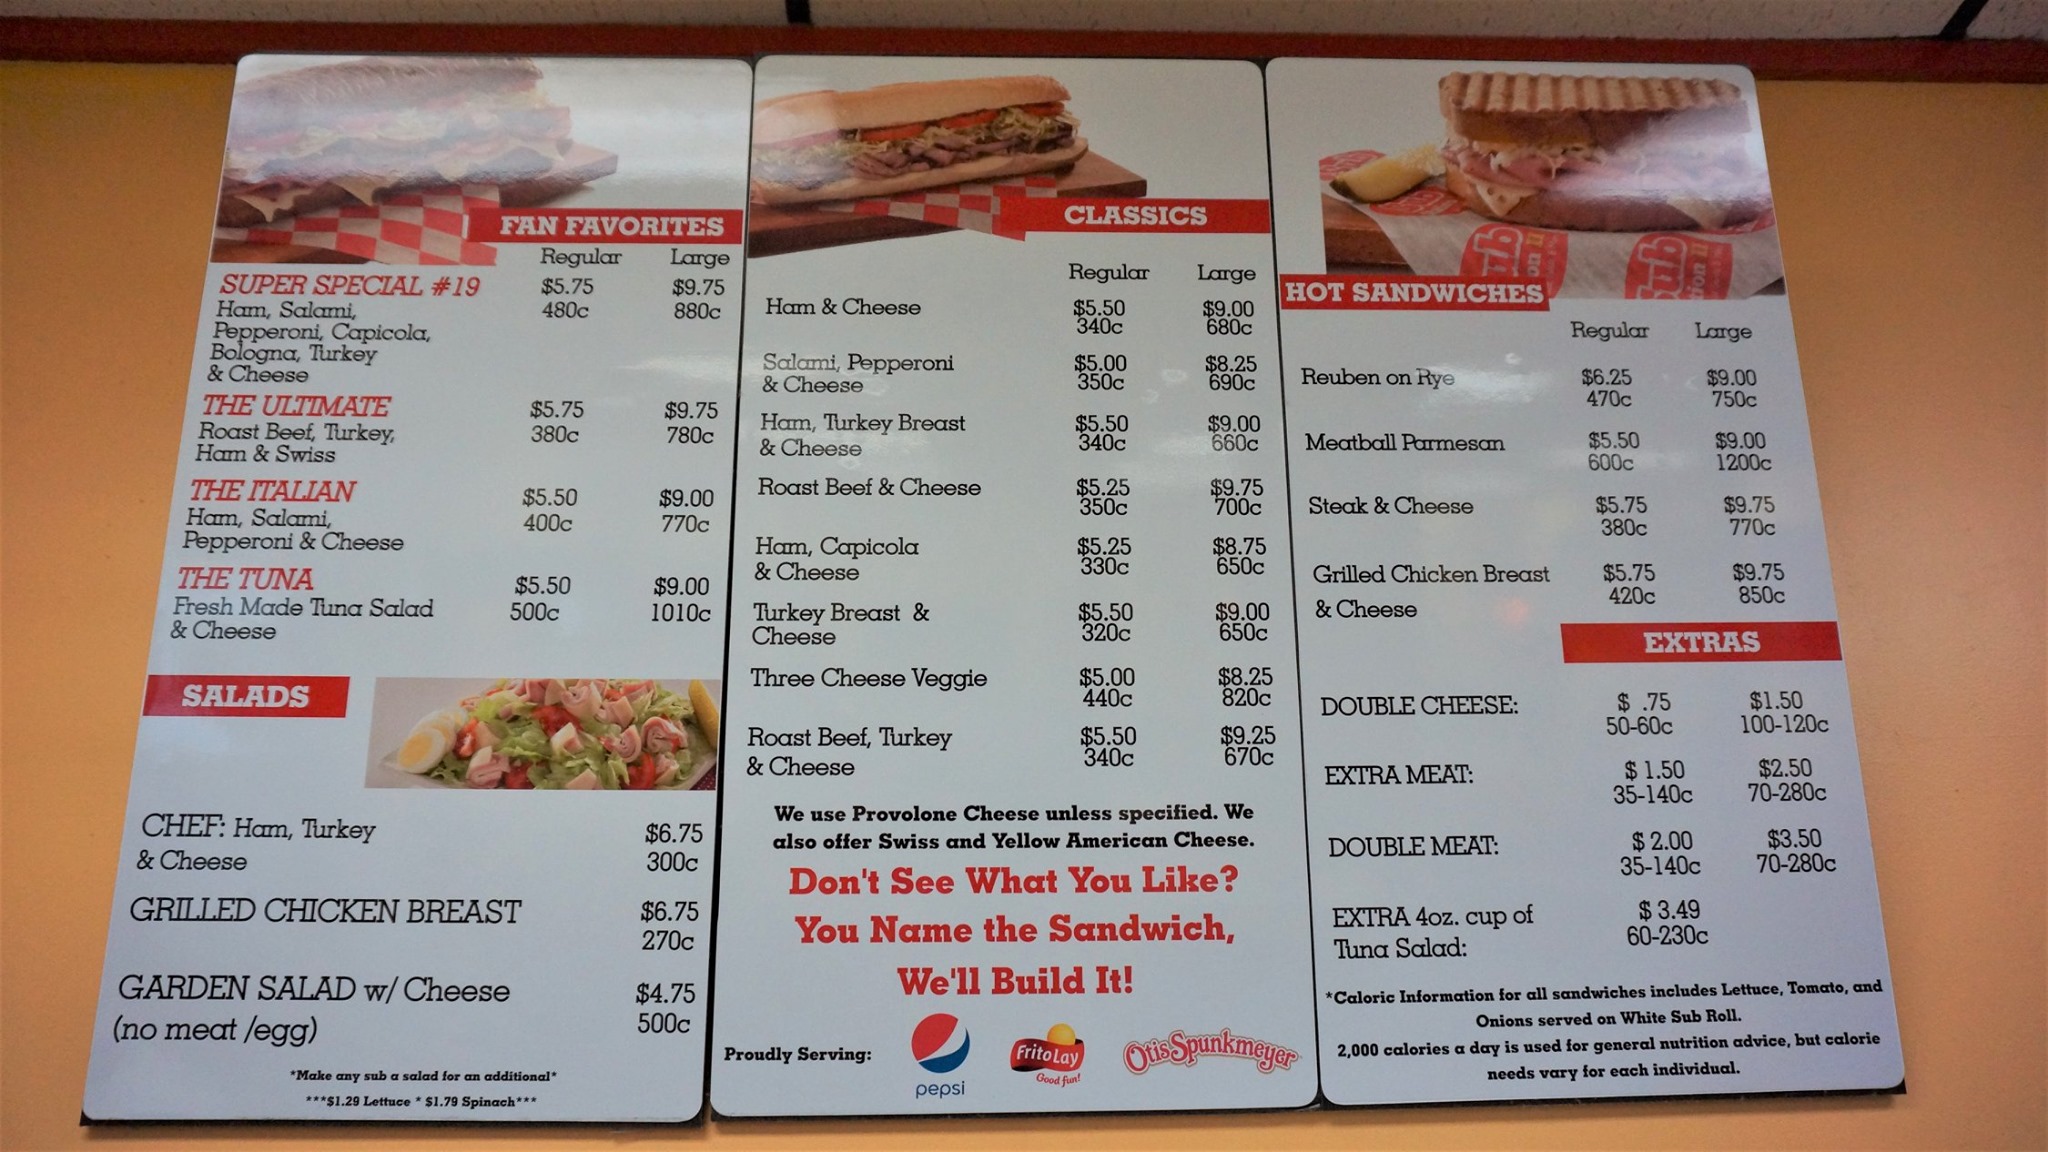 FAN FAVORITES
Regular Large
SUPER SPECIAL #19 $5.75 $9.75
Ham, Salami, 480c 880c
Pepperoni, Capicola,
Bologna, Turkey
& Cheese
THE ULTIMATE $5.75 $9.75
Roast Beef, Turkey, 380c 780c
Ham & Swiss
THE ITALIAN $5.50 $9.00
Ham, Salami, 400c 770c
Pepperoni & Cheese
THE TUNA $5.50 $9.00
Fresh Made Tuna Salad 500c 1010c
& Cheese
SALADS
CHEF: Ham, Turkey $6.75
& Cheese 300c
GRILLED CHICKEN BREAST $6.75
270c
GARDEN SALAD w/ Cheese $4.75
(no meat /egg) 500c
*Make any sub a salad for an additional*
***$1.29 Lettuce * $1.79 Spinach***
CLASSICS
Regular Large
Ham & Cheese $5.50 $9.00
340c 680c
Salami, Pepperoni $5.00 $8.25
& Cheese 350c 690c
Ham, Turkey Breast $5.50 $9.00
& Cheese 340c 660c
Roast Beef & Cheese $5.25 $9.75
350c 700c
Ham, Capicola $5.25 $8.75
& Cheese 330c 650c
Turkey Breast & $5.50 $9.00
Cheese 320c 650c
Three Cheese Veggie $5.00 $8.25
440c 820c
Roast Beef, Turkey $5.50 $9.25
& Cheese 340c 670c
We use Provolone Cheese unless specified. We
also offer Swiss and Yellow American Cheese.
Don't See What You Like?
You Name the Sandwich,
We'll Build It!
Proudly Serving:
pepsi
FritoLay
Good fun!
Otis Spunkmeyer
HOT SANDWICHES
Regular Large
Reuben on Rye $6.25 $9.00
470c 750c
Meatball Parmesan $5.50 $9.00
600c 1200c
Steak & Cheese $5.75 $9.75
380c 770c
Grilled Chicken Breast $5.75 $9.75
& Cheese 420c 850c
EXTRAS
DOUBLE CHEESE: $ .75 $1.50
50-60c 100-120c
EXTRA MEAT: $ 1.50 $2.50
35-140c 70-280c
DOUBLE MEAT: $ 2.00 $3.50
35-140c 70-280c
EXTRA 4oz. cup of $ 3.49
Tuna Salad: 60-230c
*Caloric Information for all sandwiches includes Lettuce, Tomato, and
Onions served on White Sub Roll.
2,000 calories a day is used for general nutrition advice, but calorie
needs vary for each individual.